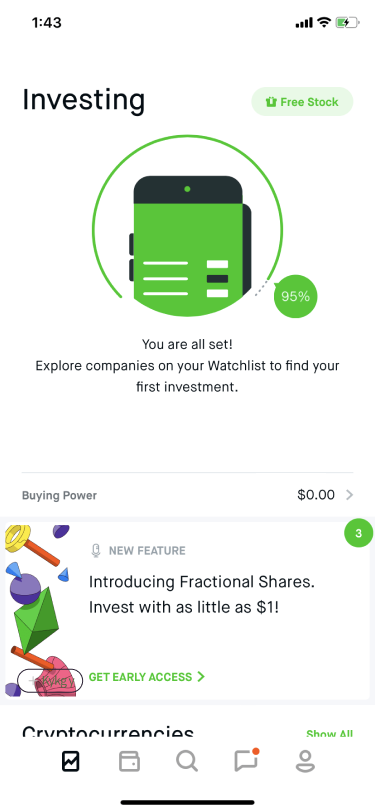 1:43
Investing
Free Stock
95%
You are all set!
Explore companies on your Watchlist to find your
first investment.
Buying Power
$0.00
3
NEW FEATURE
Introducing Fractional Shares.
Invest with as little as $1!
GET EARLY ACCESS
Cryptocurrencies
Show All